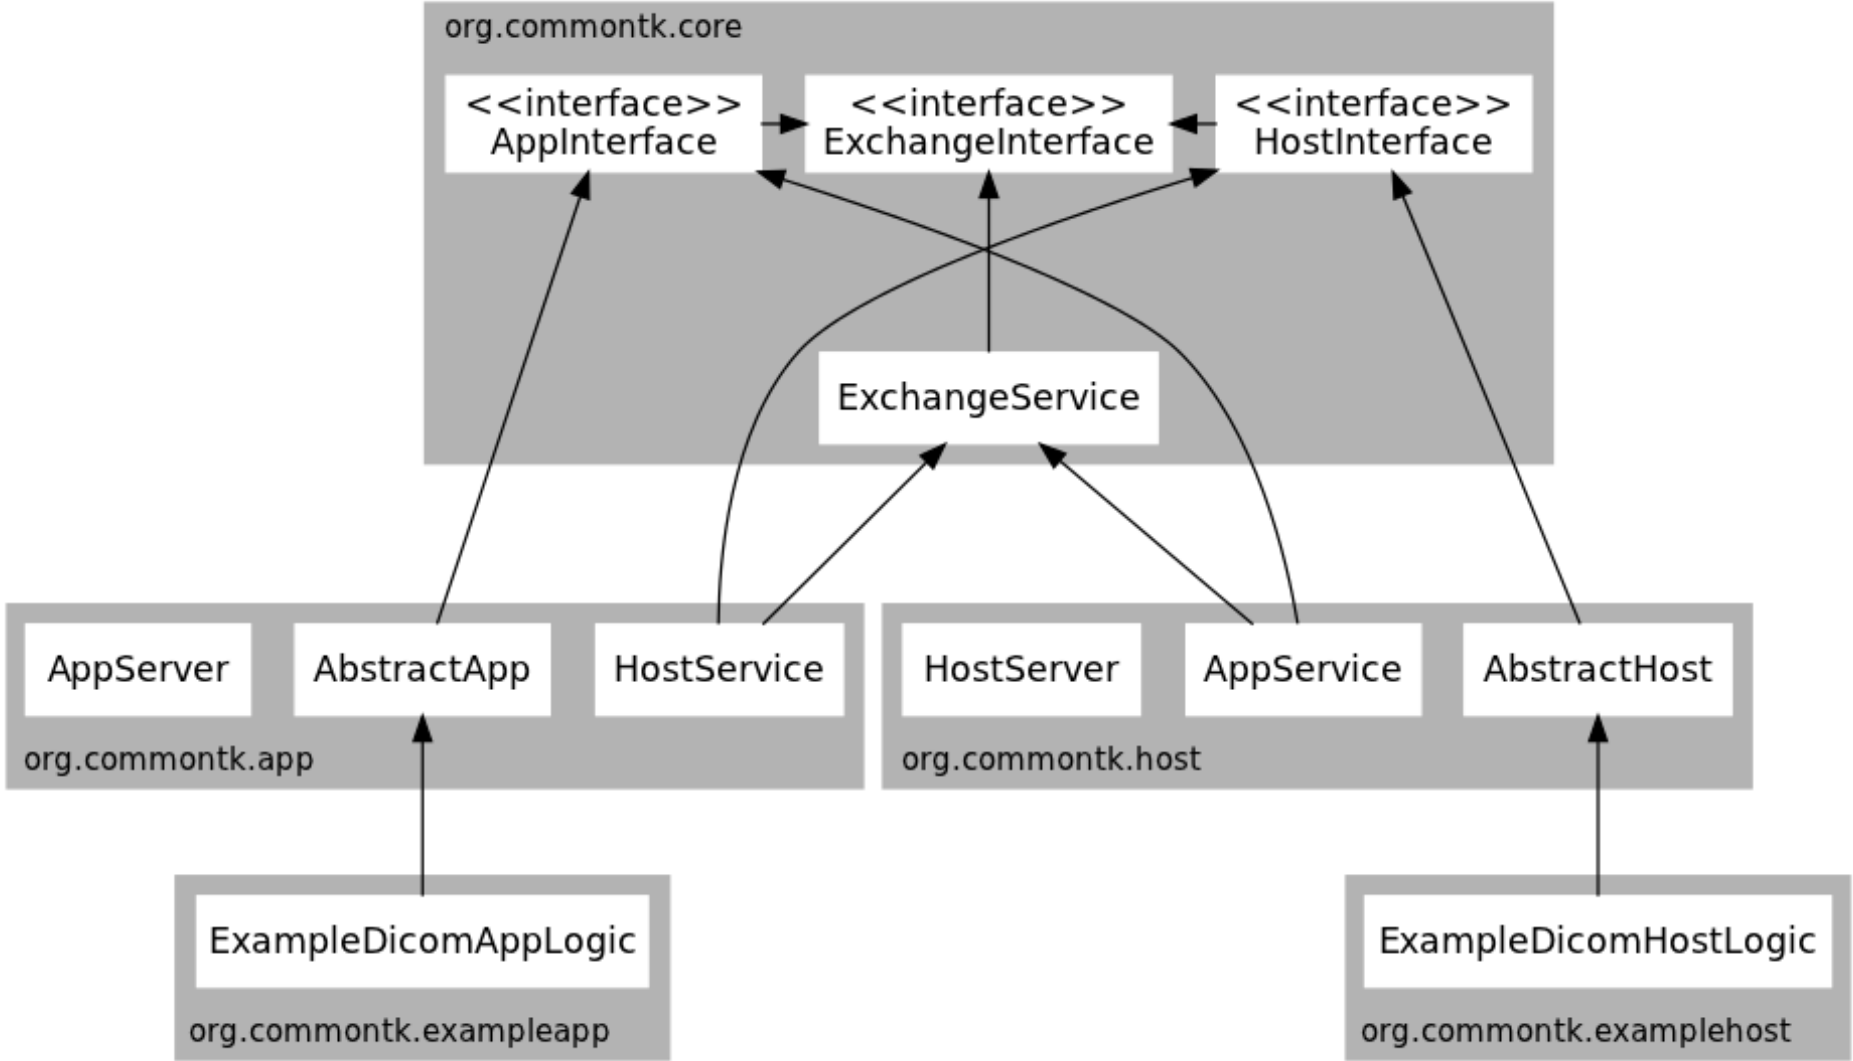 org.commontk.core
<<interface>>
AppInterface
<<interface>>
ExchangeInterface
<<interface>>
HostInterface
ExchangeService
AppServer
AbstractApp
HostService
org.commontk.app
HostServer
AppService
AbstractHost
org.commontk.host
ExampleDicomAppLogic
org.commontk.exampleapp
ExampleDicomHostLogic
org.commontk.examplehost